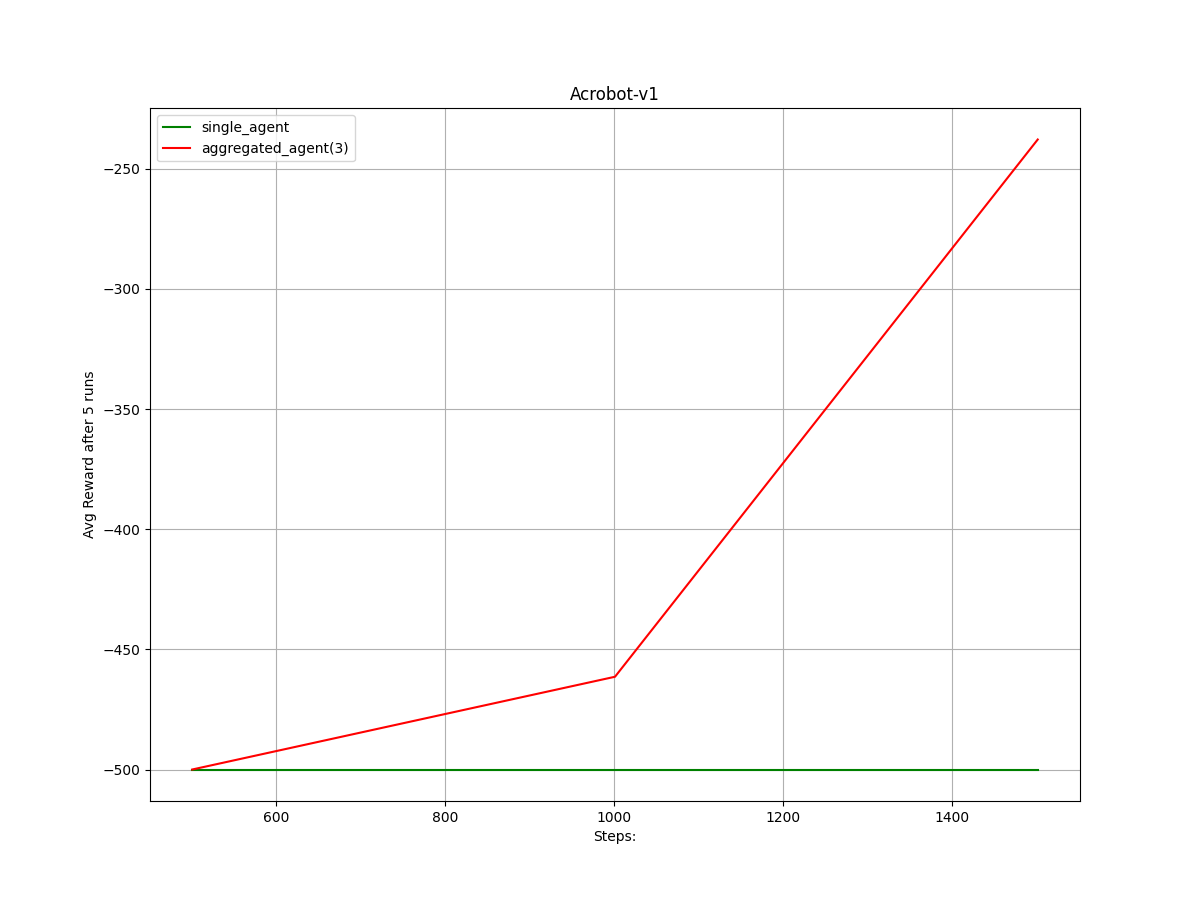 Acrobot-v1
single_agent
aggregated_agent(3)
−250
−300
−350
−400
−450
−500
Avg Reward after 5 runs
600 800 1000 1200 1400
Steps: